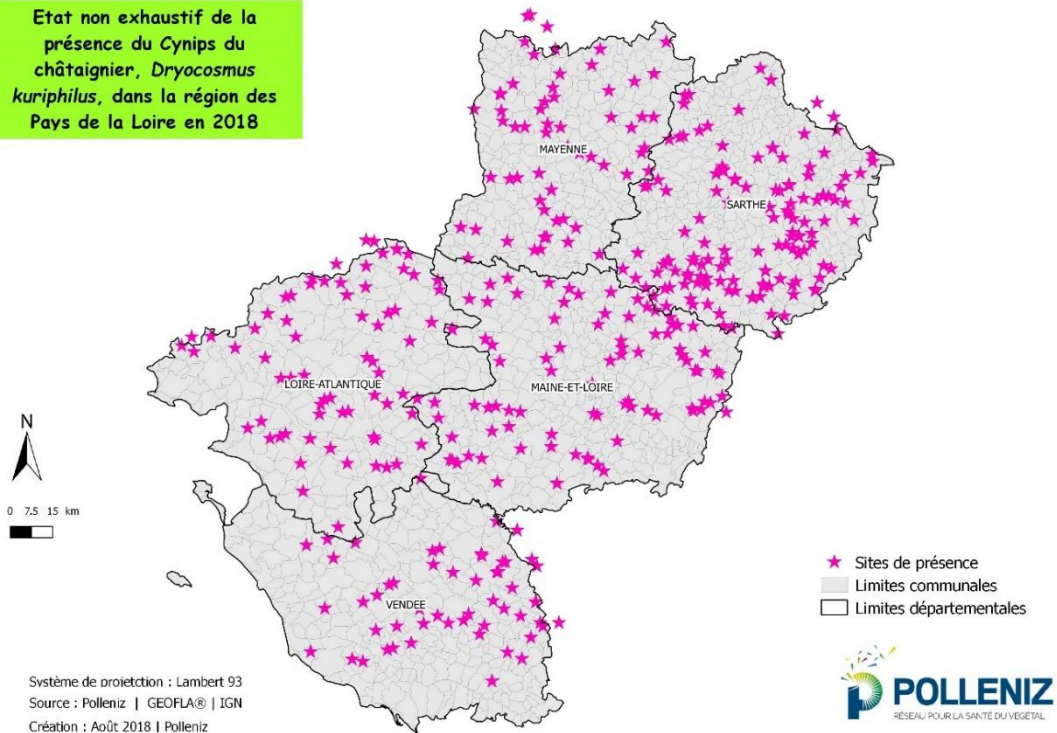 Etat non exhaustif de la
présence du Cynips du
châtaignier, Dryocosmus
kuriphilus, dans la région des
Pays de la Loire en 2018
MAYENNE
SARTHE
LOIRE-ATLANTIQUE
MAINE-ET-LOIRE
VENDEE
N
0 7.5 15 km
Sites de présence
Limites communales
Limites départementales
Système de proietction : Lambert 93
Source : Polleniz | GEOFLA® | IGN
Création : Août 2018 | Polleniz
POLLENIZ
RÉSEAU POUR LA SANTÉ DU VÉGÉTAL